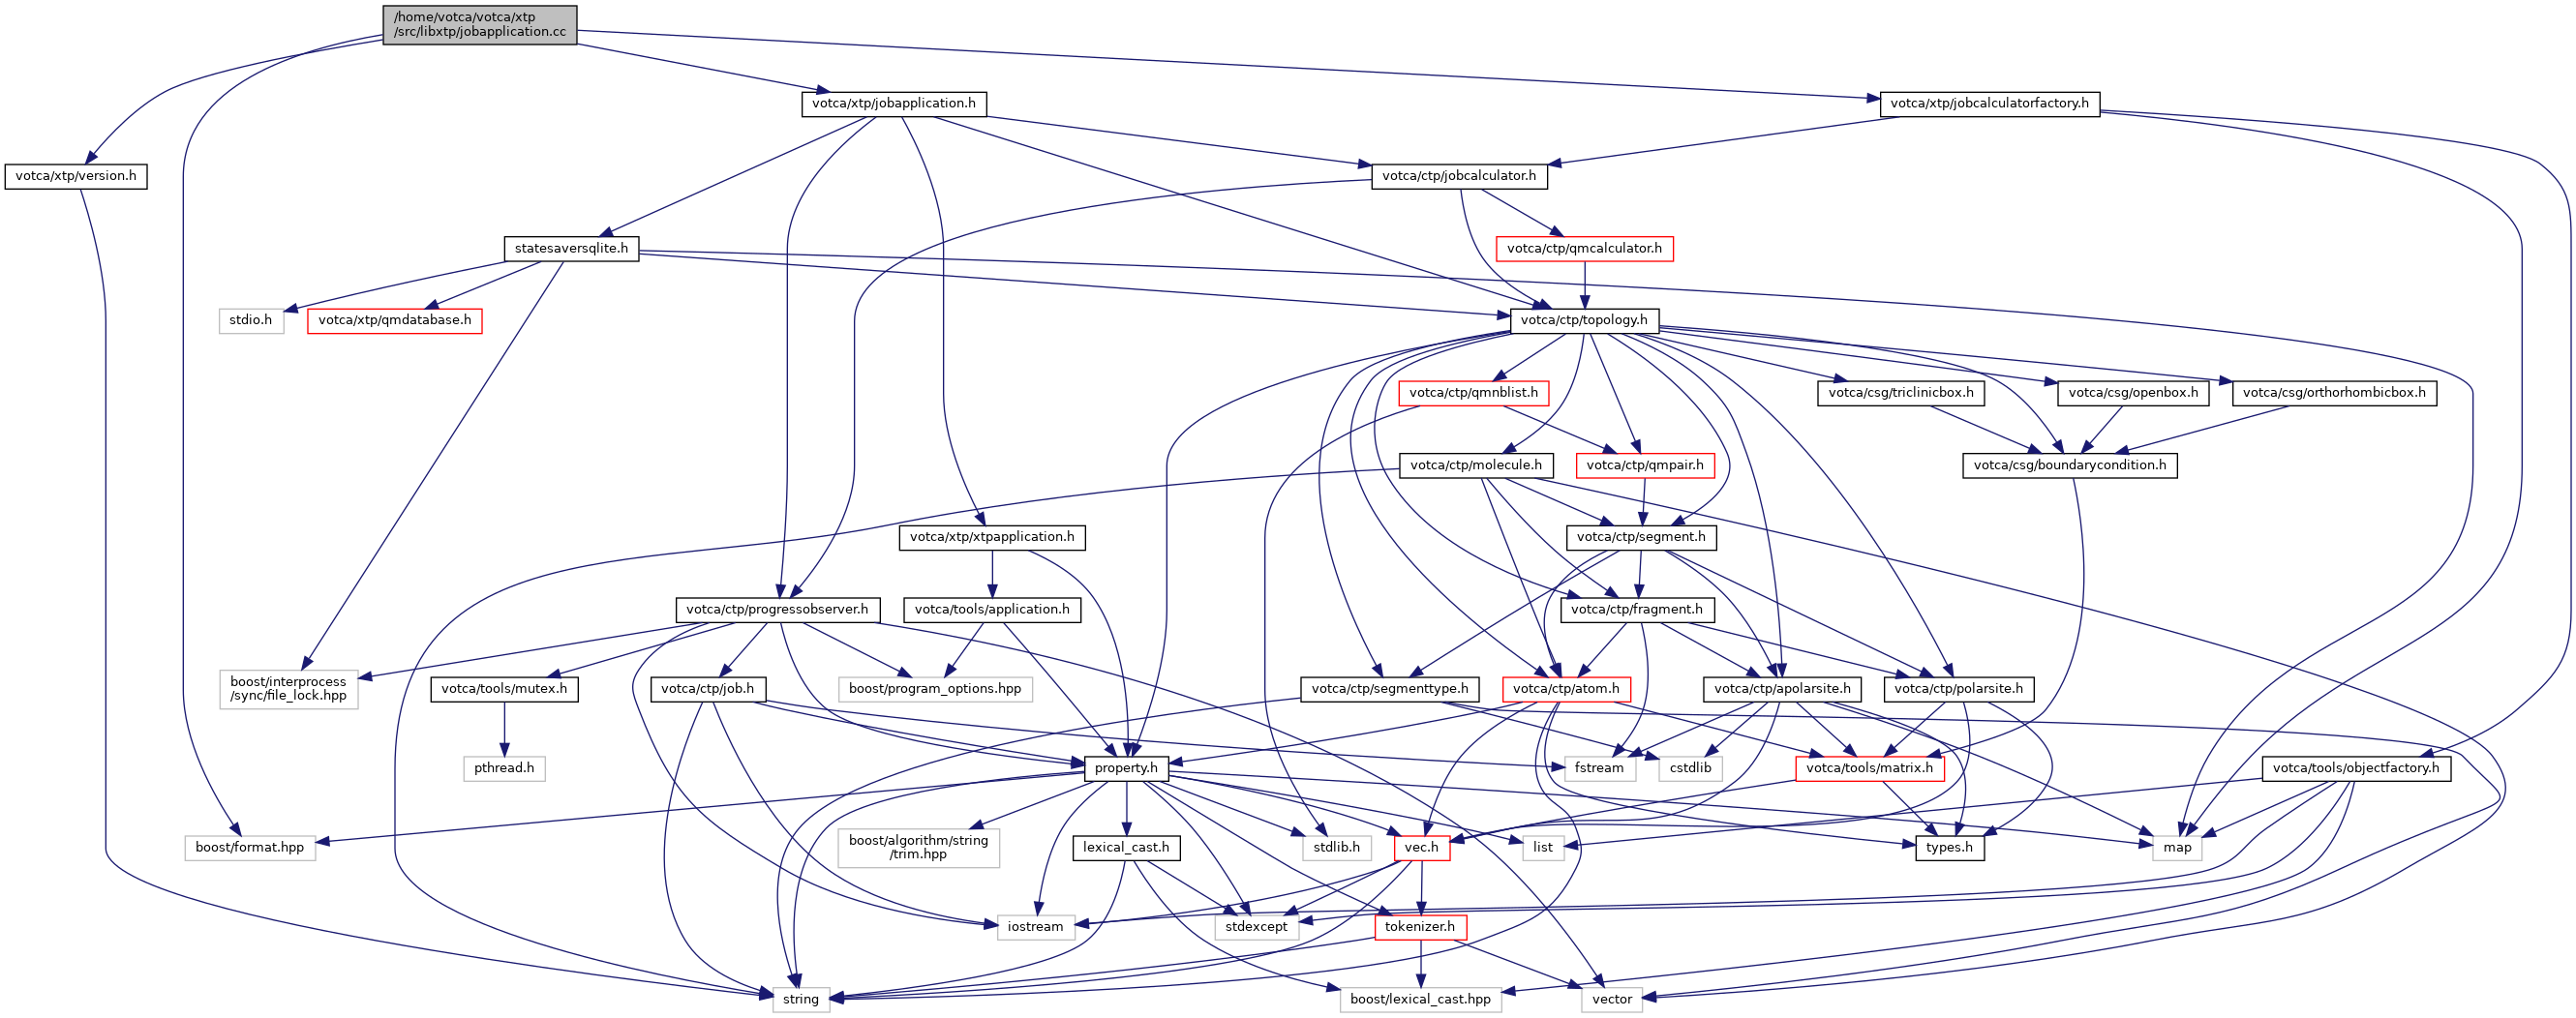 /home/votca/votca/xtp
/src/libxtp/jobapplication.cc
votca/xtp/jobapplication.h
votca/xtp/jobcalculatorfactory.h
votca/xtp/version.h
votca/ctp/jobcalculator.h
statesaversqlite.h
votca/ctp/qmcalculator.h
stdio.h
votca/xtp/qmdatabase.h
votca/ctp/topology.h
votca/ctp/qmnblist.h
votca/csg/triclinicbox.h
votca/csg/openbox.h
votca/csg/orthorhombicbox.h
votca/ctp/molecule.h
votca/ctp/qmpair.h
votca/csg/boundarycondition.h
votca/xtp/xtpapplication.h
votca/ctp/segment.h
votca/ctp/progressobserver.h
votca/tools/application.h
votca/ctp/fragment.h
boost/interprocess
/sync/file_lock.hpp
votca/tools/mutex.h
votca/ctp/job.h
boost/program_options.hpp
votca/ctp/segmenttype.h
votca/ctp/atom.h
votca/ctp/apolarsite.h
votca/ctp/polarsite.h
pthread.h
property.h
fstream
cstdlib
votca/tools/matrix.h
votca/tools/objectfactory.h
boost/format.hpp
boost/algorithm/string
/trim.hpp
lexical_cast.h
stdlib.h
vec.h
list
types.h
map
iostream
stdexcept
tokenizer.h
string
boost/lexical_cast.hpp
vector